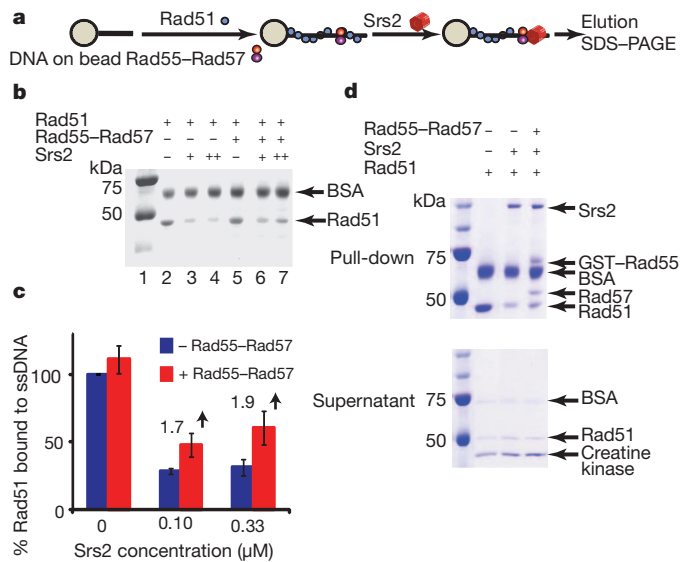 a
Rad51
Srs2
Elution
SDS–PAGE
DNA on bead Rad55–Rad57
b
Rad51 + + + + + +
Rad55–Rad57 – – – + + +
Srs2 – + ++ – + ++
kDa
75
50
BSA
Rad51
1 2 3 4 5 6 7
c
% Rad51 bound to ssDNA
100
50
0
– Rad55–Rad57
+ Rad55–Rad57
1.7
1.9
0 0.10 0.33
Srs2 concentration (µM)
d
Rad55–Rad57 – – +
Srs2 – + +
Rad51 + + +
kDa
Pull-down
75
50
Srs2
GST–Rad55
BSA
Rad57
Rad51
Supernatant
75
50
BSA
Rad51
Creatine
kinase